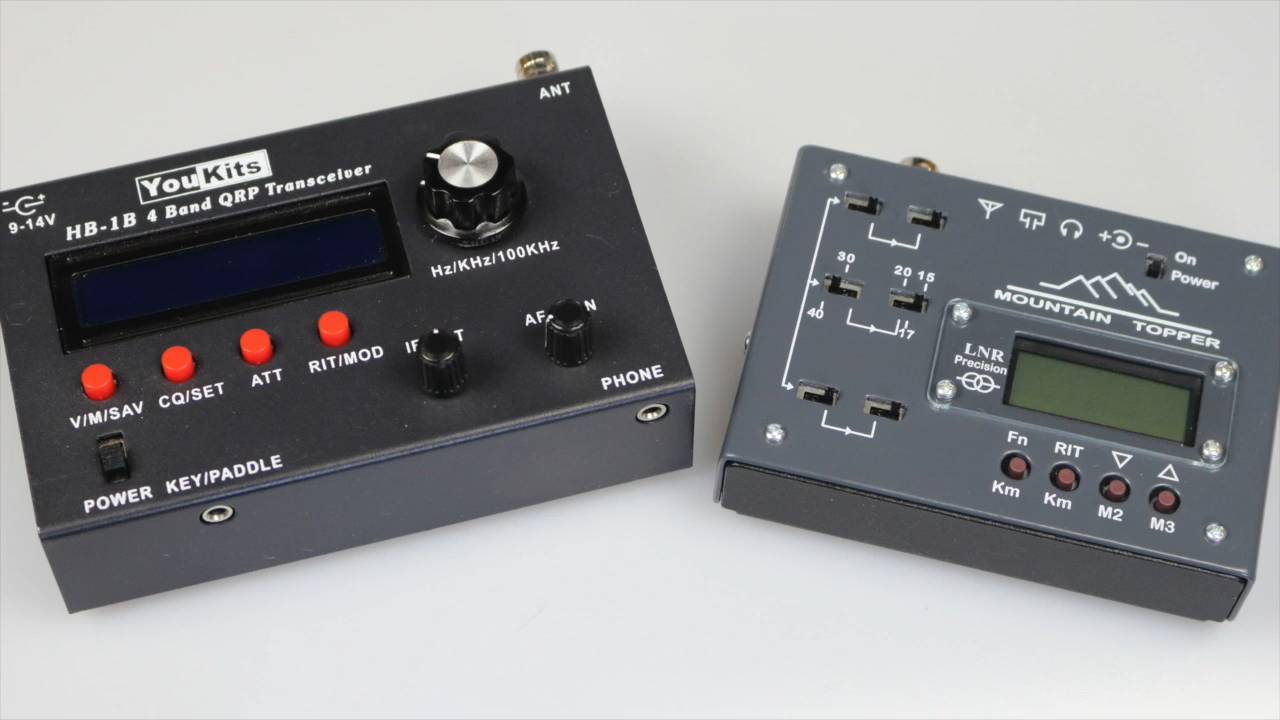 ANT
YouKits
HB-1B 4 Band QRP Transceiver
9-14V
Hz/KHz/100KHz
V/M/SAV
CQ/SET
ATT
RIT/MOD
PHONE
POWER
KEY/PADDLE
On
Power
30
20 15
40
17
MOUNTAIN TOPPER
LNR
Precision
Fn
RIT
Km
Km
M2
M3